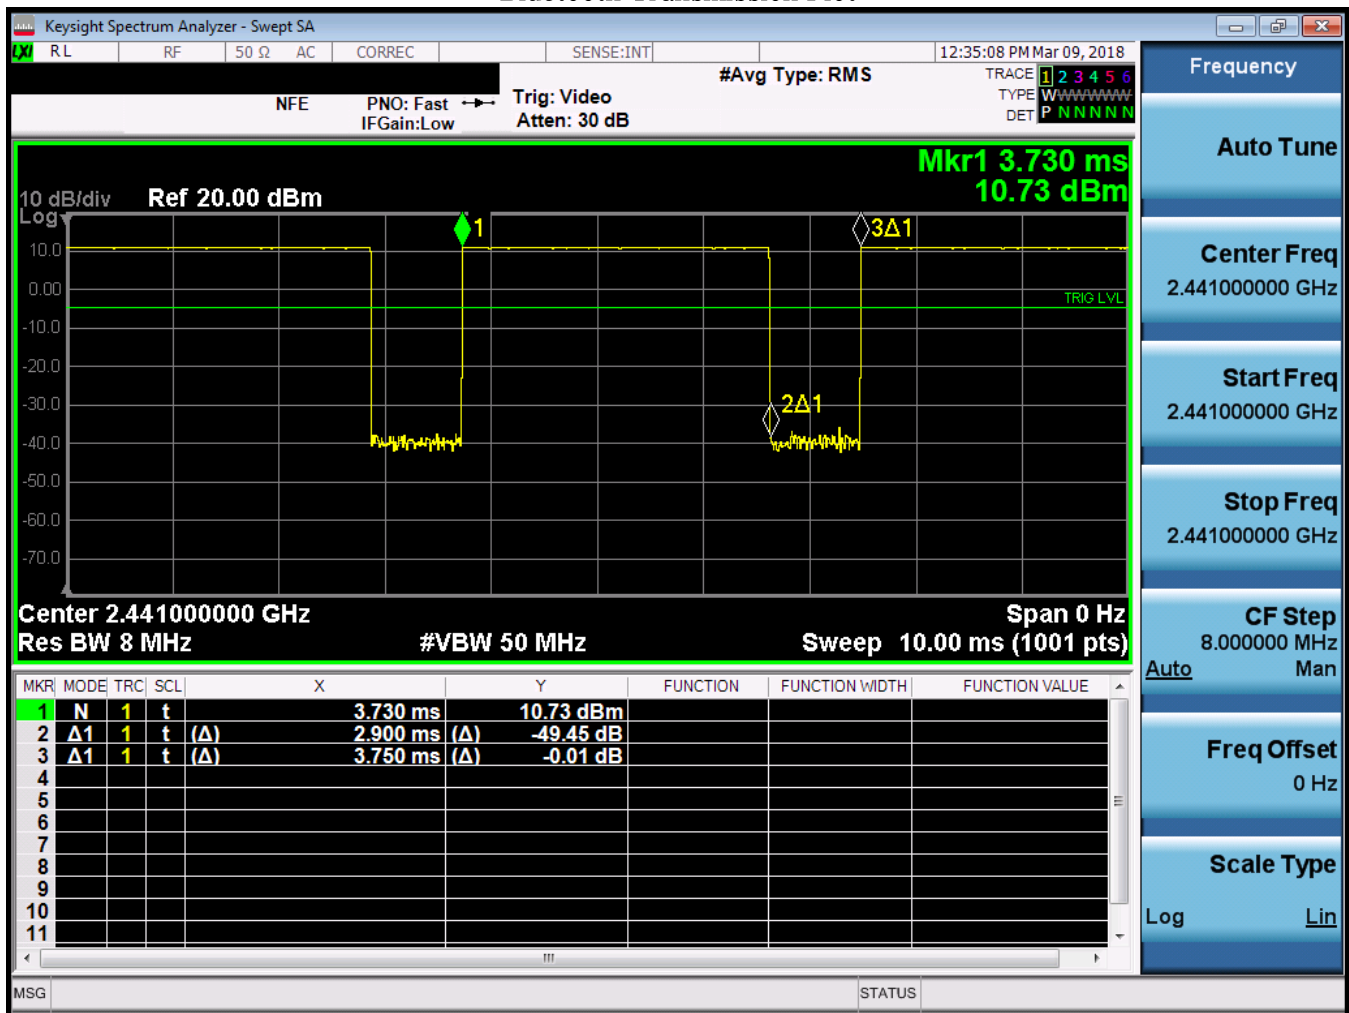 Keysight Spectrum Analyzer - Swept SA
LXI RL RF 50 Ω AC CORREC SENSE:INT 12:35:08 PM Mar 09, 2018
NFE PNO: Fast Trig: Video #Avg Type: RMS TRACE 1 2 3 4 5 6
IFGain:Low Atten: 30 dB TYPE WWWWWWW
DET P N N N N N
Mkr1 3.730 ms
10.73 dBm
10 dB/div Ref 20.00 dBm
Log
1
3Δ1
10.0
0.00
TRIG LVL
-10.0
-20.0
-30.0
2Δ1
-40.0
-50.0
-60.0
-70.0
Center 2.441000000 GHz Span 0 Hz
Res BW 8 MHz #VBW 50 MHz Sweep 10.00 ms (1001 pts)
MKR MODE TRC SCL X Y FUNCTION FUNCTION WIDTH FUNCTION VALUE
1 N 1 t 3.730 ms 10.73 dBm
2 Δ1 1 t (Δ) 2.900 ms (Δ) -49.45 dB
3 Δ1 1 t (Δ) 3.750 ms (Δ) -0.01 dB
4
5
6
7
8
9
10
11
MSG STATUS
Frequency
Auto Tune
Center Freq
2.441000000 GHz
Start Freq
2.441000000 GHz
Stop Freq
2.441000000 GHz
CF Step
8.000000 MHz
Auto Man
Freq Offset
0 Hz
Scale Type
Log Lin